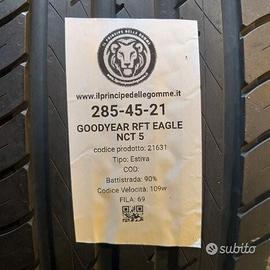 IL PRINCIPE DELLE GOMME
www.ilprincipedellegomme.it
285-45-21
GOODYEAR RFT EAGLE
NCT 5
codice prodotto: 21631
Tipo: Estiva
COD:
Battistrada: 90%
Codice Velocità: 109w
FILA: 69
subito